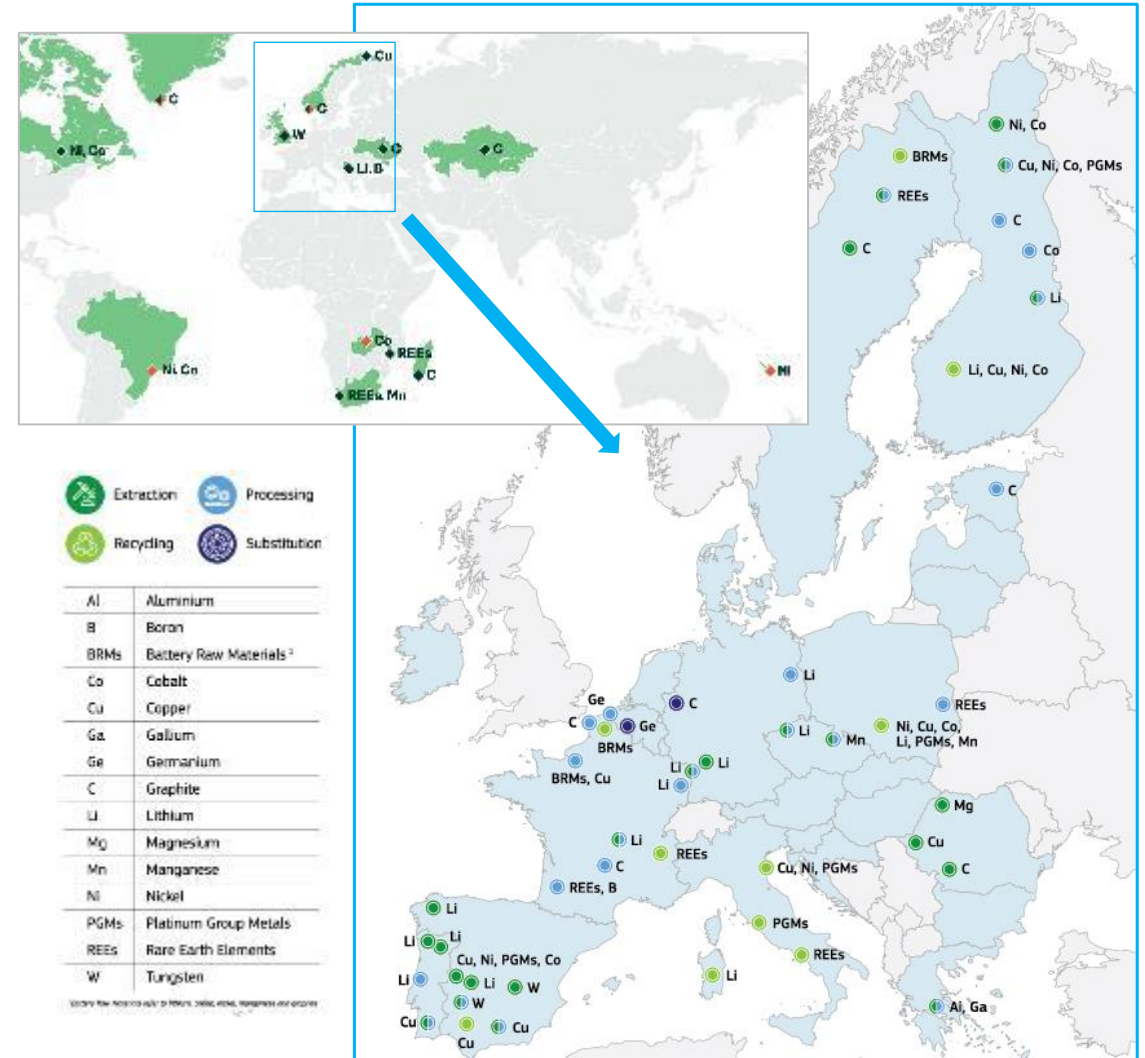 Cu
C
C
W
Ni, Co
C
C
Li, B
Co
REEs
Ni, Co
C
REEs, Mn
Ni
Ni, Co
BRMs
Cu, Ni, Co, PGMs
REEs
C
C
Co
Li
Li, Cu, Ni, Co
C
Extraction
Processing
Recycling
Substitution
Al Aluminium
B Boron
BRMs Battery Raw Materials
Co Cobalt
Cu Copper
Ga Gallium
Ge Germanium
C Graphite
Li Lithium
Mg Magnesium
Mn Manganese
Ni Nickel
PGMs Platinum Group Metals
REEs Rare Earth Elements
W Tungsten
Li
Ge
C
REEs
C
Ge
Ni, Cu, Co,
Li, PGMs, Mn
Li
Mn
BRMs
Li
Li
BRMs, Cu
Li
Mg
Li
Cu
REEs
C
Cu, Ni, PGMs
C
REEs, B
Li
PGMs
Li
Li
Cu, Ni, PGMs, Co
REEs
Li
Li
W
Li
W
Ai, Ga
Cu
Cu
Cu